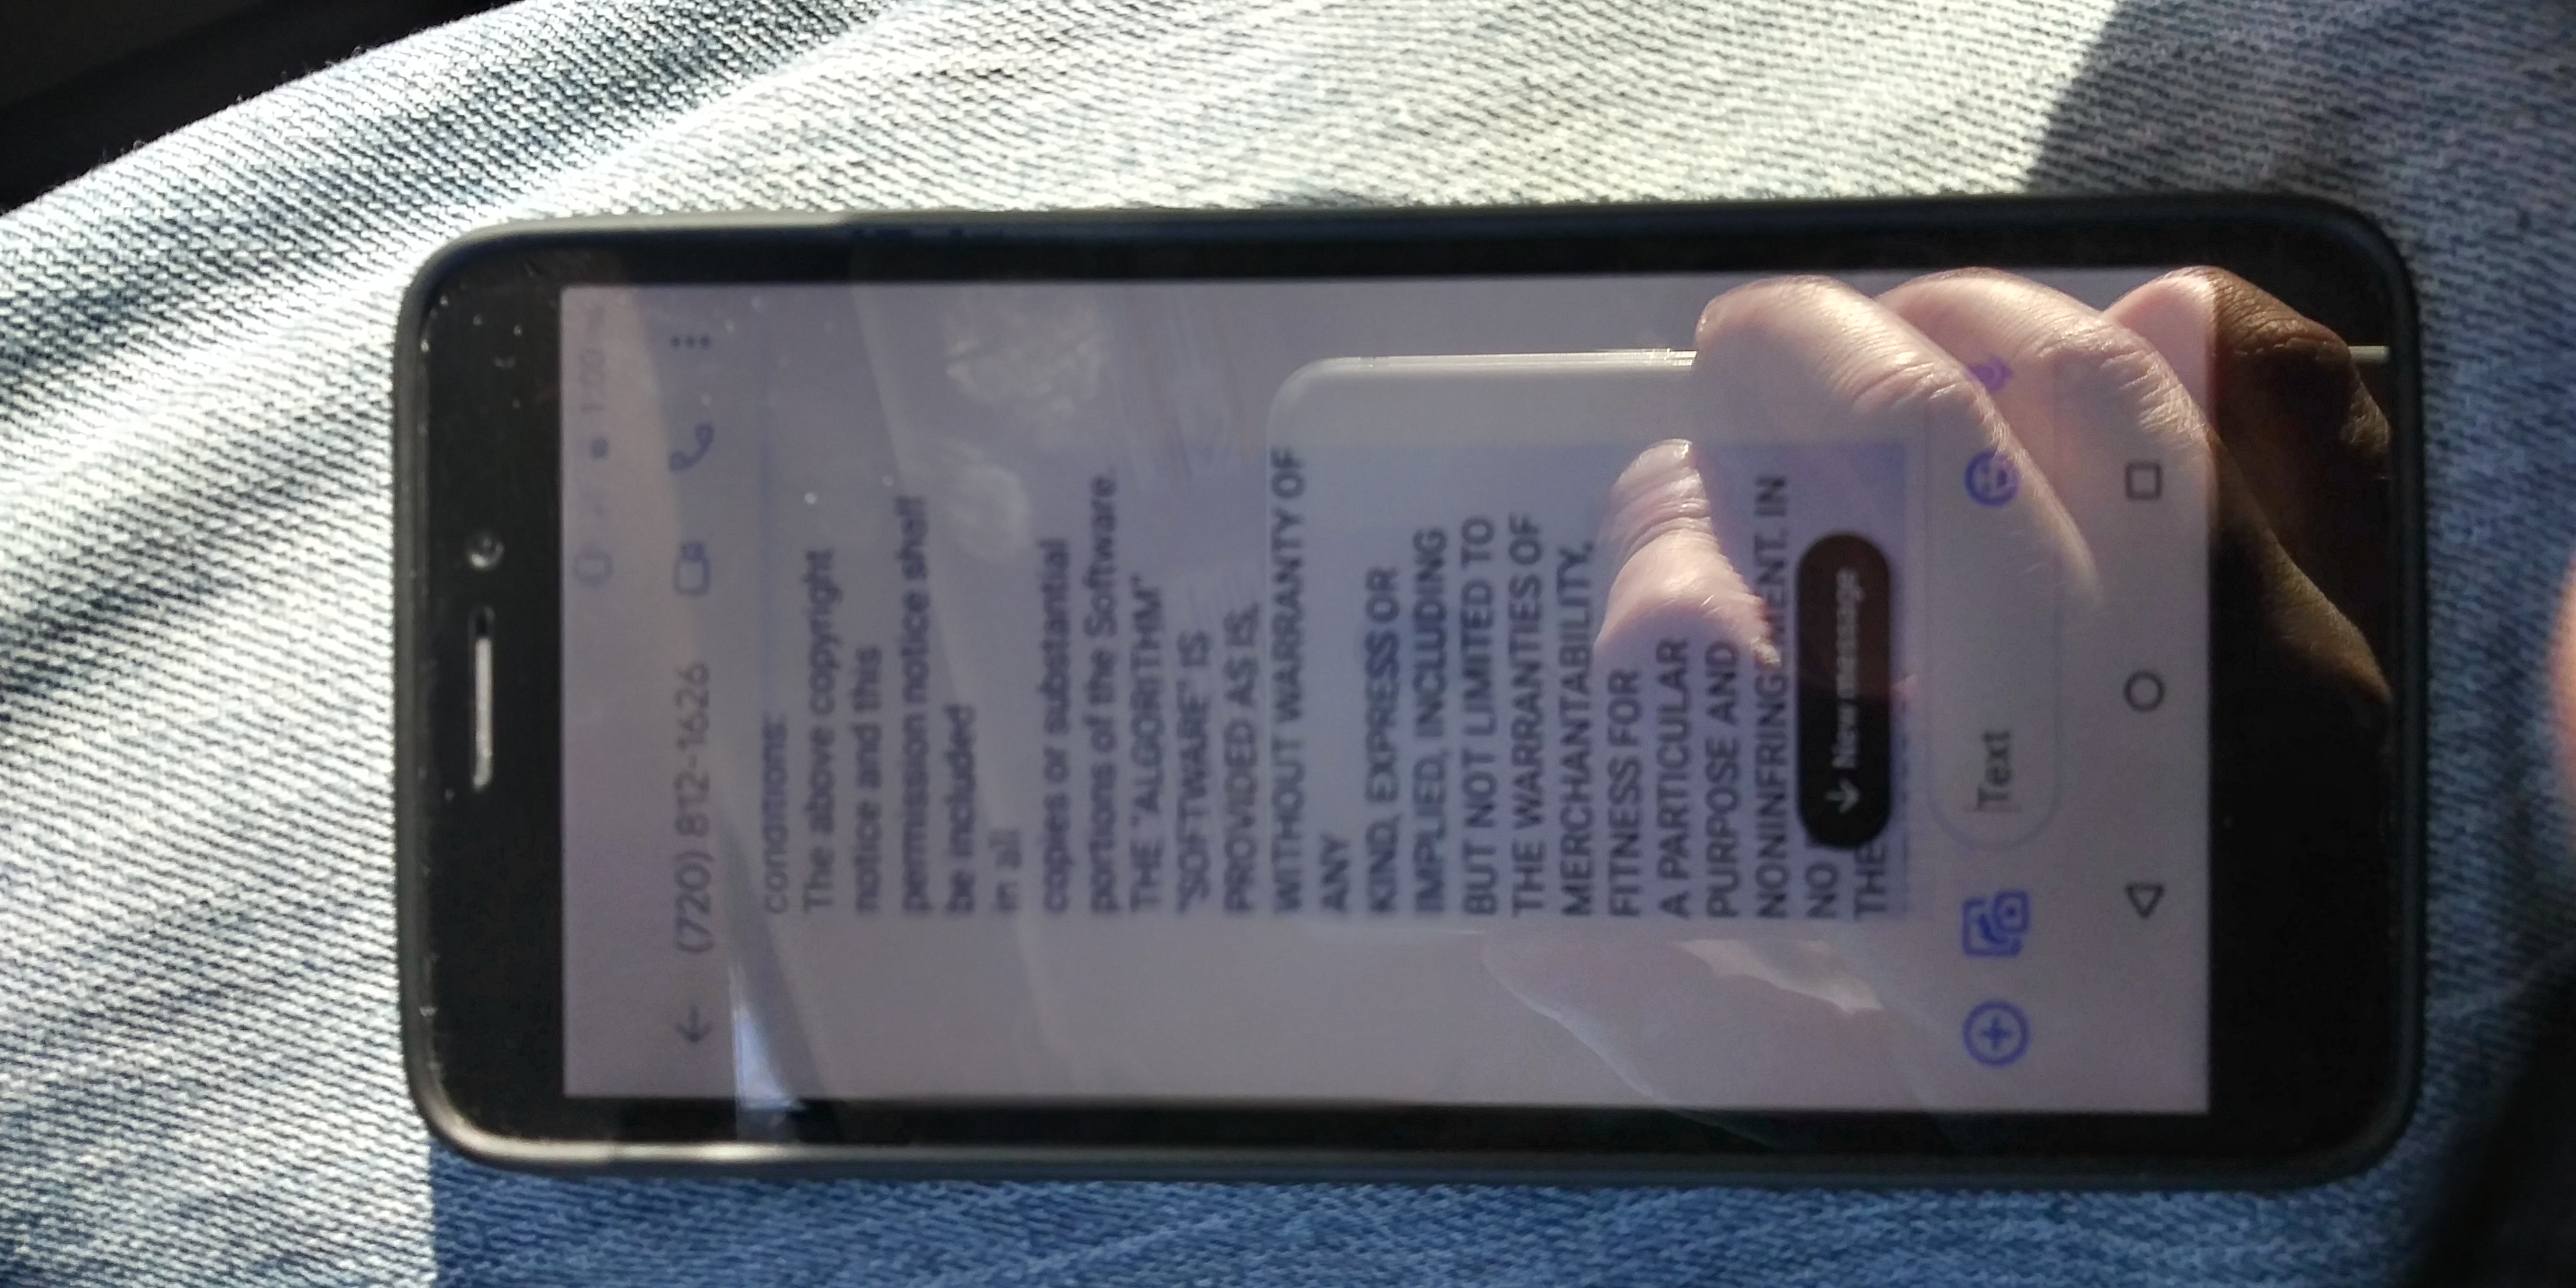 1:00
(720) 812-1626
conditions:
The above copyright
notice and this
permission notice shall
be included
in all
copies or substantial
portions of the Software.
THE "ALGORITHM"
"SOFTWARE" IS
PROVIDED AS IS,
WITHOUT WARRANTY OF
ANY
KIND, EXPRESS OR
IMPLIED, INCLUDING
BUT NOT LIMITED TO
THE WARRANTIES OF
MERCHANTABILITY,
FITNESS FOR
A PARTICULAR
PURPOSE AND
NONINFRINGEMENT. IN
NO
THE
New message
Text